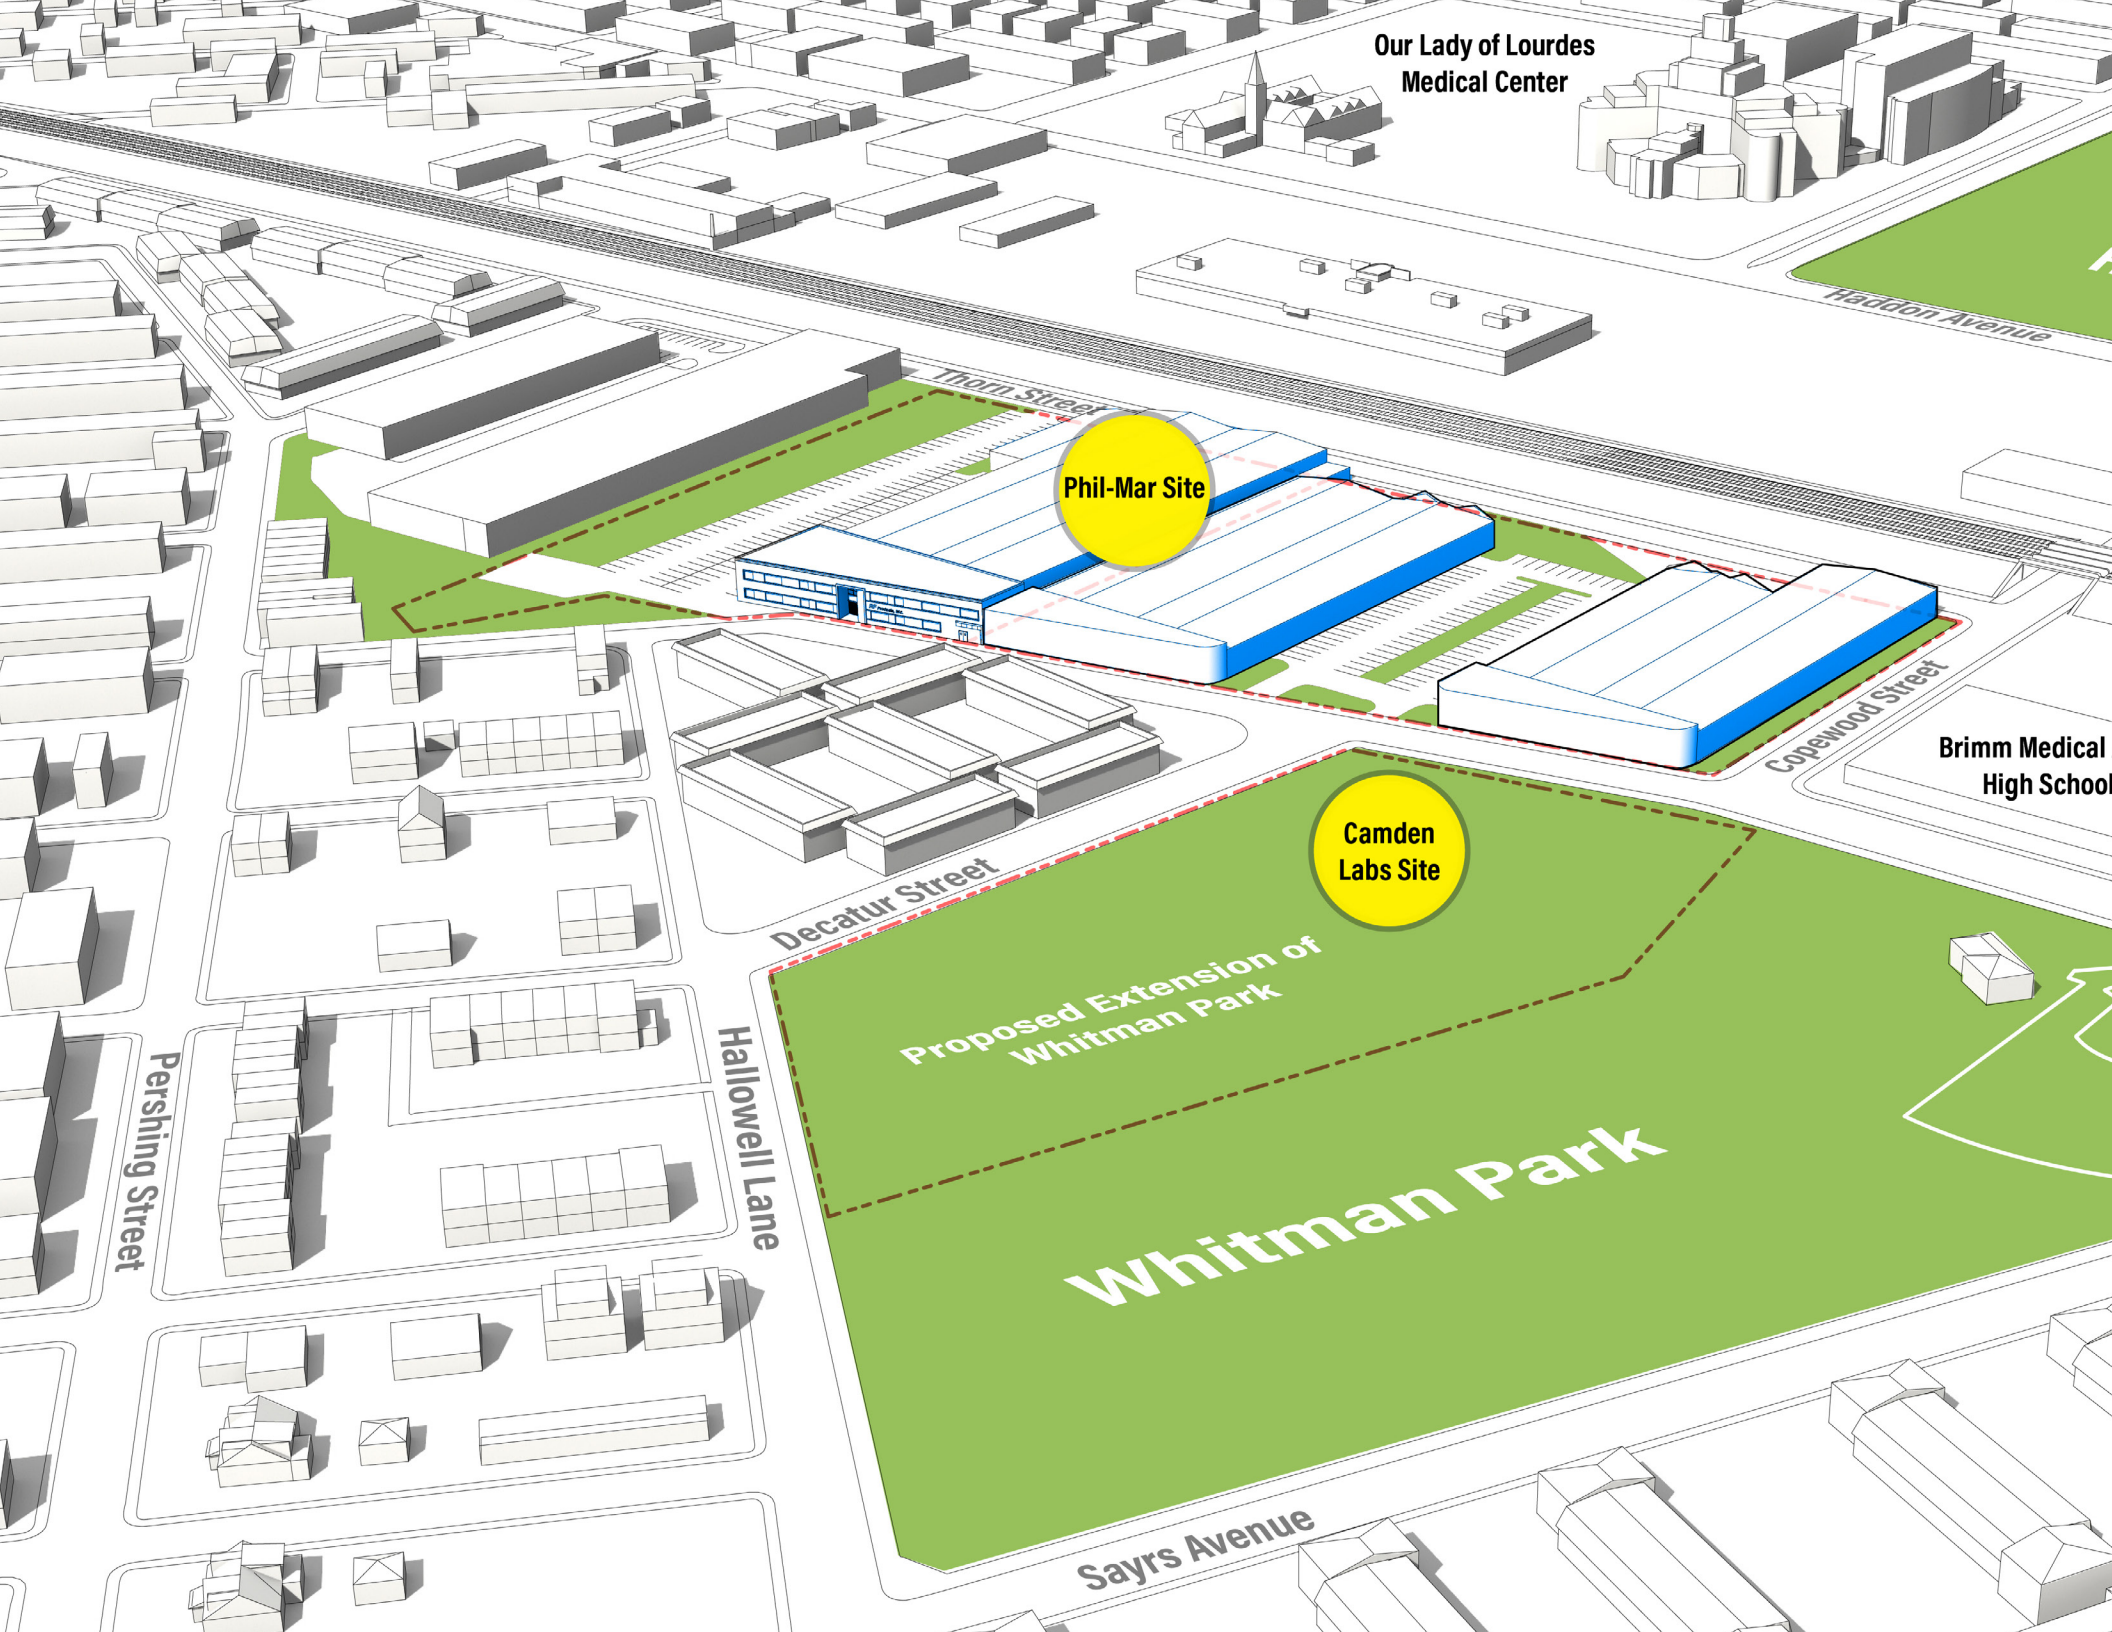 Our Lady of Lourdes
Medical Center
Haddon Avenue
Thorn Street
Phil-Mar Site
Copewood Street
Brimm Medical
High School
Camden
Labs Site
Decatur Street
Proposed Extension of
Whitman Park
Hallowell Lane
Pershing Street
Whitman Park
Sayrs Avenue